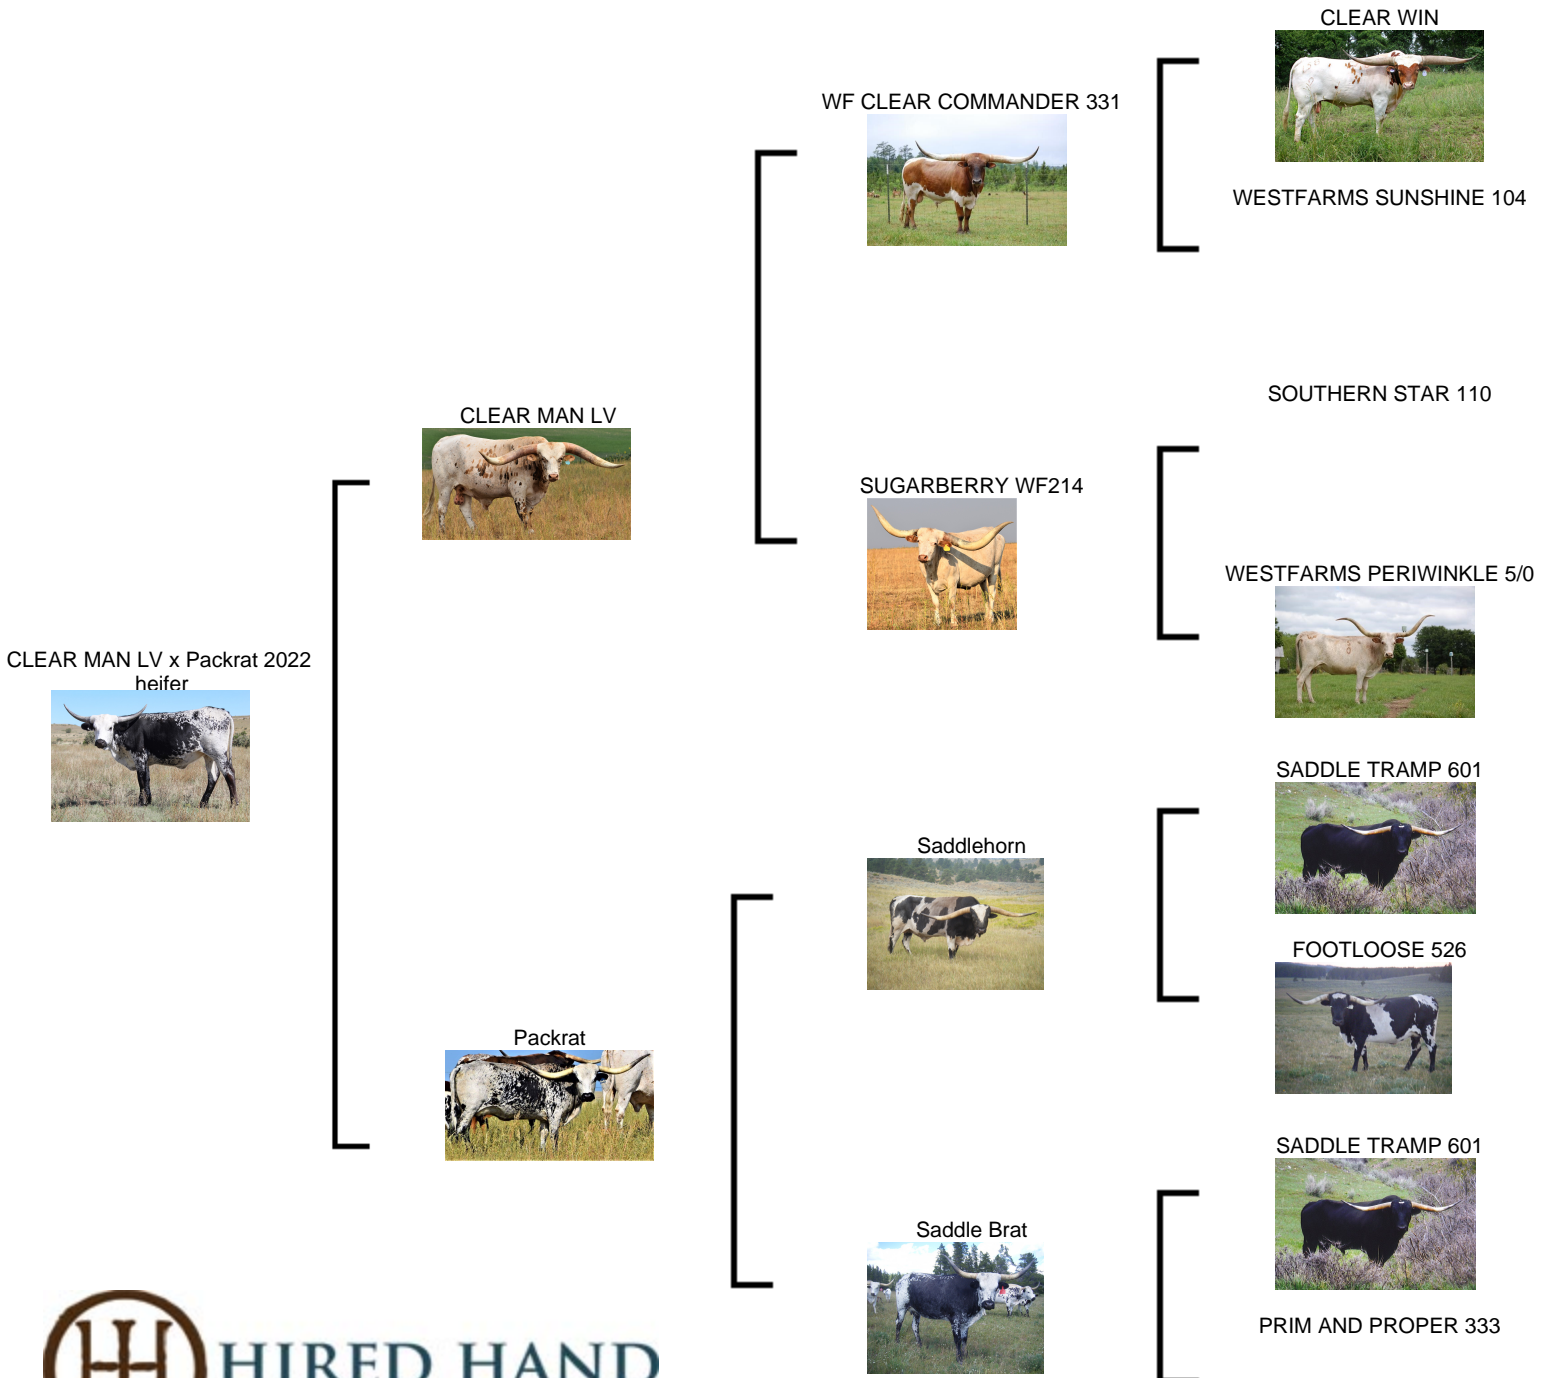 CLEAR WIN
WF CLEAR COMMANDER 331
WESTFARMS SUNSHINE 104
SOUTHERN STAR 110
CLEAR MAN LV
SUGARBERRY WF214
WESTFARMS PERIWINKLE 5/0
CLEAR MAN LV x Packrat 2022
heifer
SADDLE TRAMP 601
Saddlehorn
FOOTLOOSE 526
Packrat
SADDLE TRAMP 601
Saddle Brat
PRIM AND PROPER 333
HIRED HAND